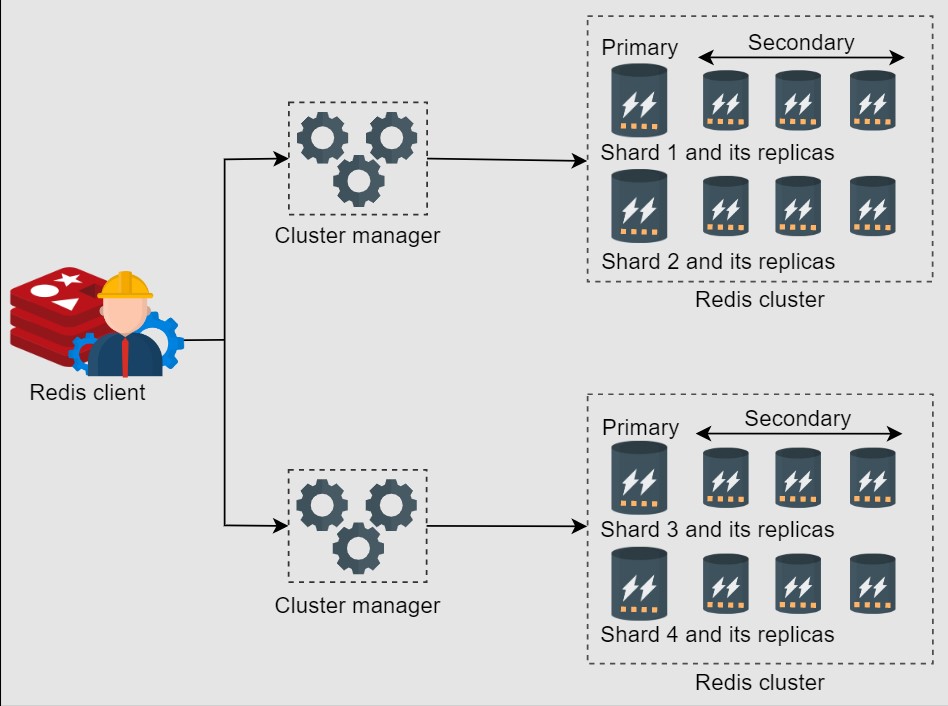 Primary
Secondary
Shard 1 and its replicas
Shard 2 and its replicas
Redis cluster
Cluster manager
Redis client
Primary
Secondary
Shard 3 and its replicas
Shard 4 and its replicas
Redis cluster
Cluster manager